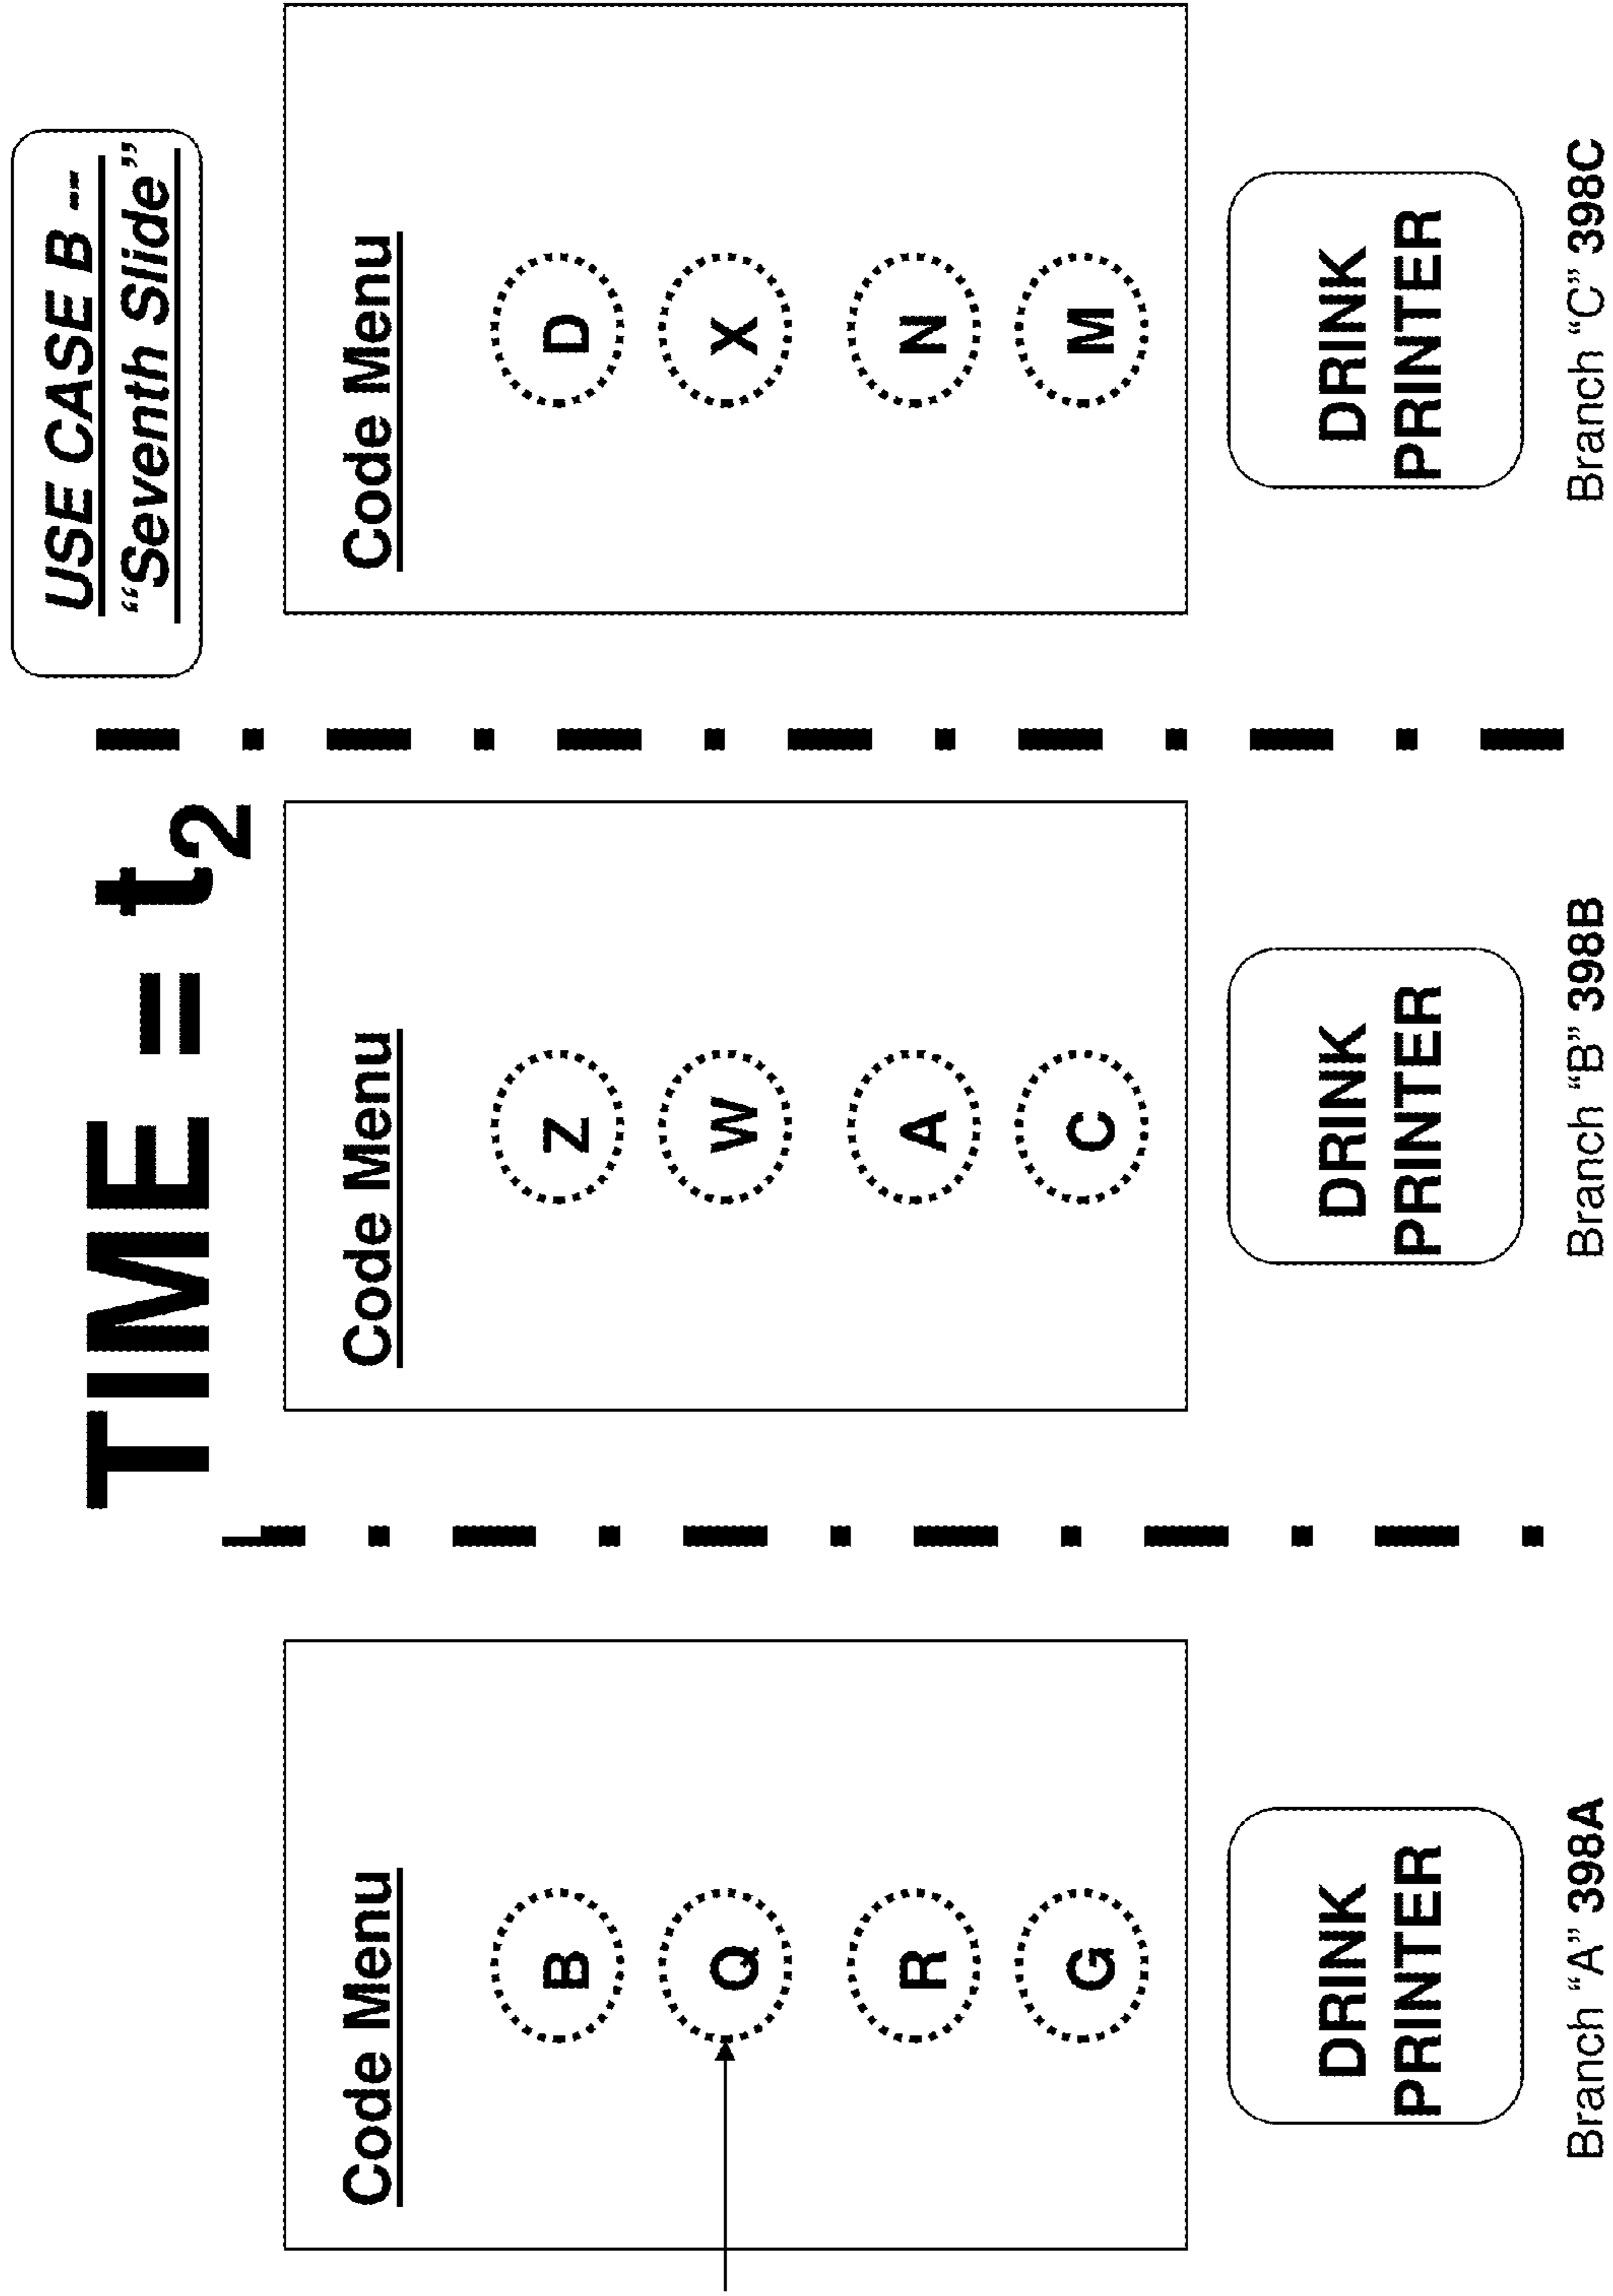 USE CASE B --
“Seventh Slide”
TIME = t2
Code Menu
B
Q
R
G
DRINK
PRINTER
Branch “A” 398A
Code Menu
Z
W
A
C
DRINK
PRINTER
Branch “B” 398B
Code Menu
D
X
N
M
DRINK
PRINTER
Branch “C” 398C